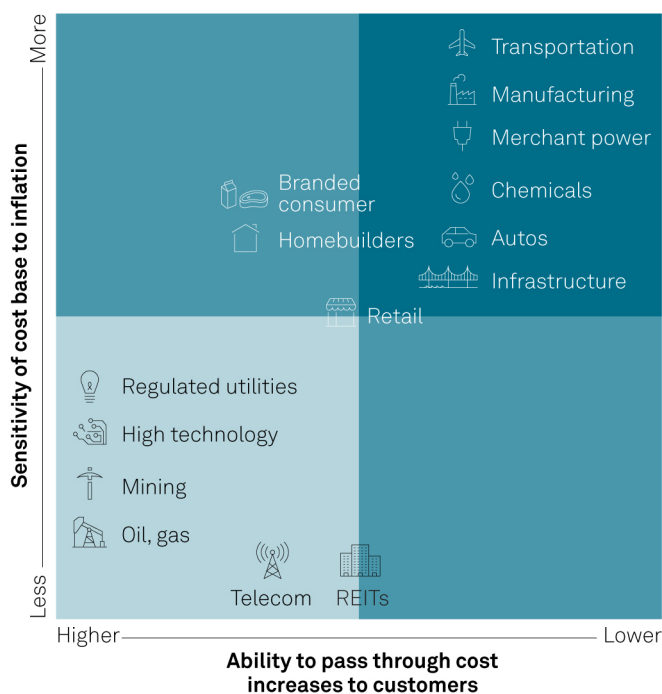 More
Transportation
Manufacturing
Merchant power
Branded
consumer
Chemicals
Homebuilders
Autos
Infrastructure
Retail
Sensitivity of cost base to inflation
Regulated utilities
High technology
Mining
Oil, gas
Telecom
REITs
Less
Higher
Lower
Ability to pass through cost
increases to customers